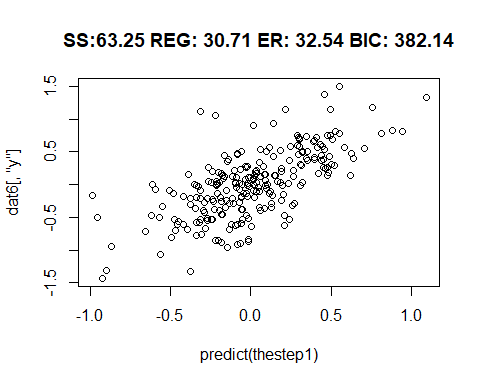 SS:63.25 REG: 30.71 ER: 32.54 BIC: 382.14
1.5
0.5
-0.5
-1.5
dat6[, "y"]
-1.0 -0.5 0.0 0.5 1.0
predict(thestep1)